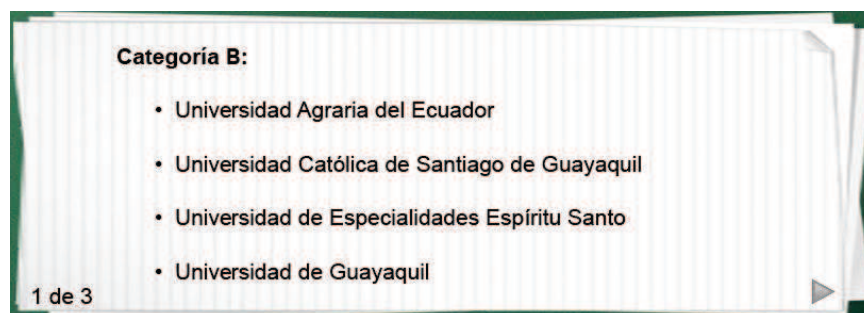 Categoría B:
• Universidad Agraria del Ecuador
• Universidad Católica de Santiago de Guayaquil
• Universidad de Especialidades Espíritu Santo
• Universidad de Guayaquil
1 de 3